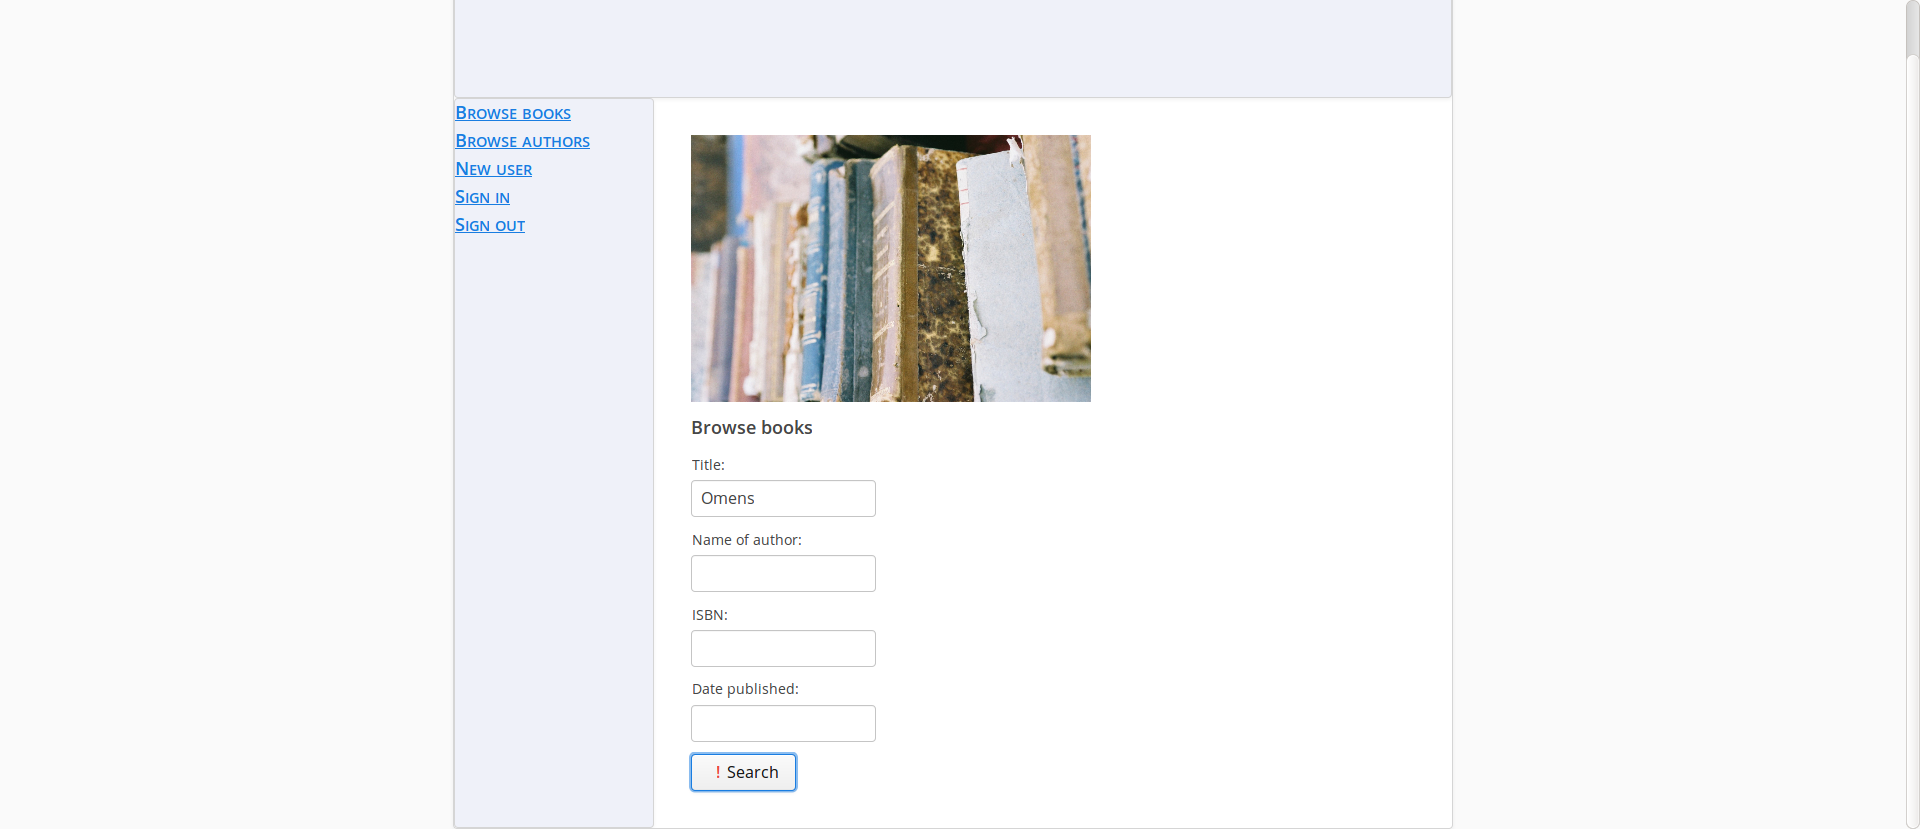 Browse books
Browse authors
New user
Sign in
Sign out
Browse books
Title:
Omens
Name of author:
ISBN:
Date published:
! Search